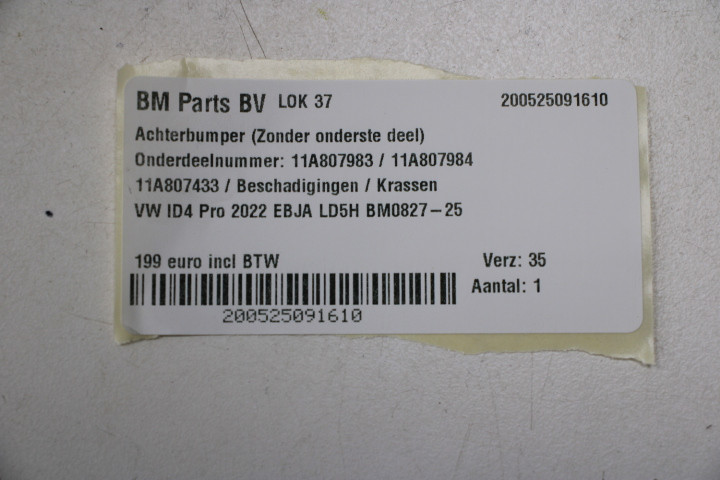 BM Parts BV LOK 37 200525091610
Achterbumper (Zonder onderste deel)
Onderdeelnummer: 11A807983 / 11A807984
11A807433 / Beschadigingen / Krassen
VW ID4 Pro 2022 EBJA LD5H BM0827-25
199 euro incl BTW Verz: 35
Aantal: 1
200525091610